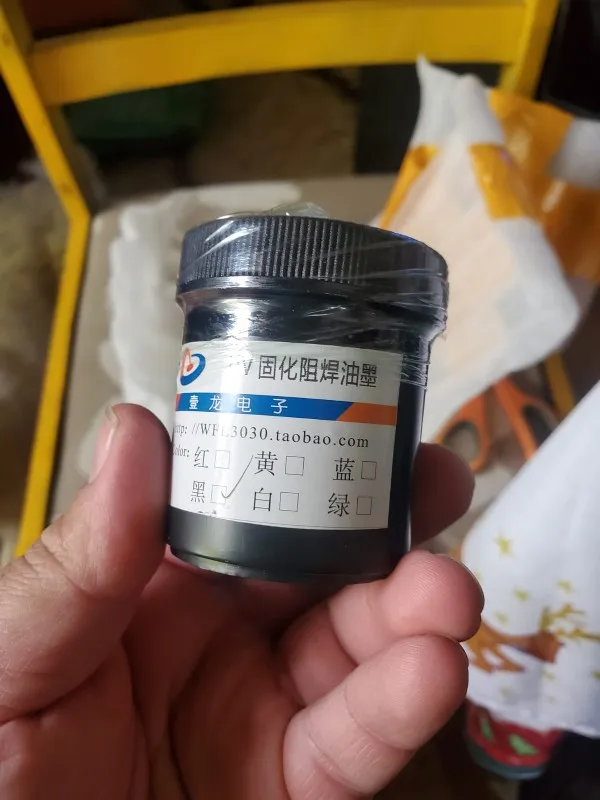 V固化阻焊油墨
壹龙电子
ttp: //WFL3030.taobao.com
olor: 红□ 黄□ 蓝□
黑☑ 白□ 绿□